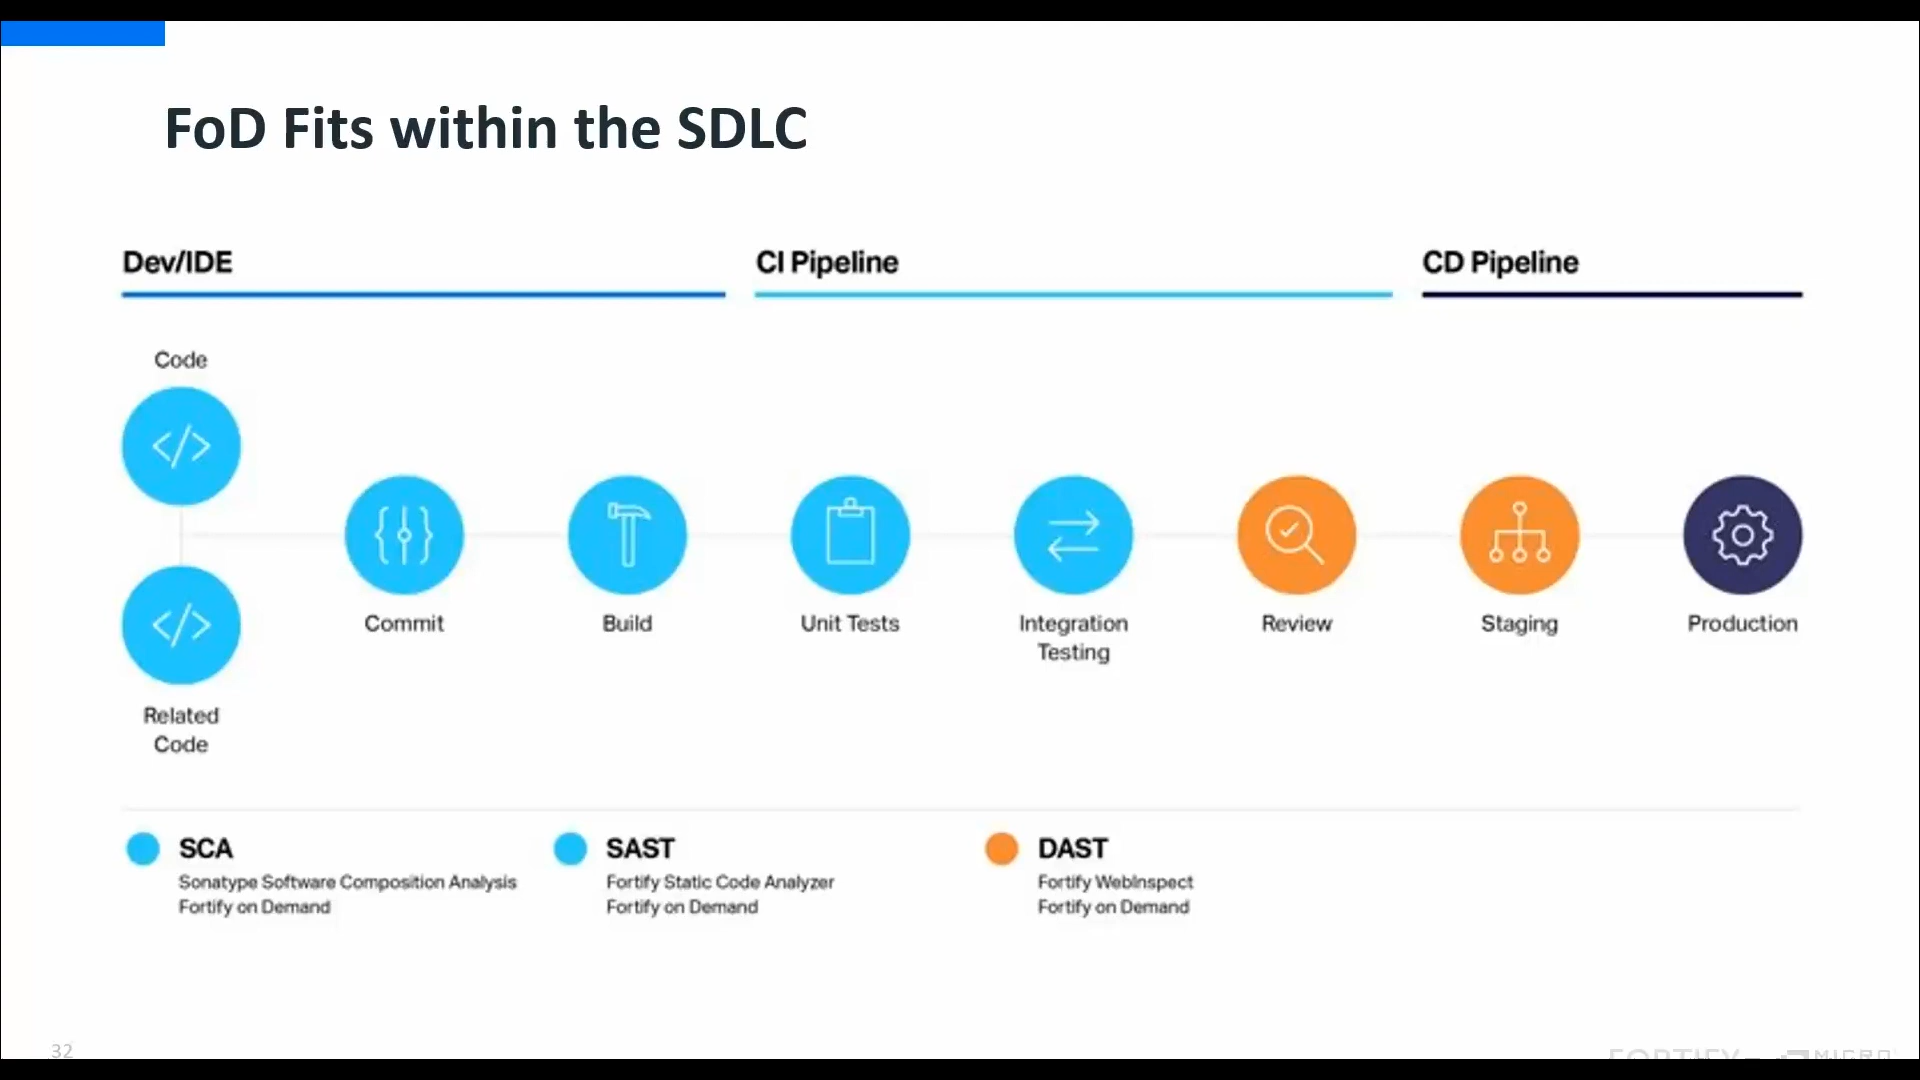 FoD Fits within the SDLC
Dev/IDE
CI Pipeline
CD Pipeline
Code
Commit
Build
Unit Tests
Integration
Testing
Review
Staging
Production
Related
Code
SCA
Sonatype Software Composition Analysis
Fortify on Demand
SAST
Fortify Static Code Analyzer
Fortify on Demand
DAST
Fortify WebInspect
Fortify on Demand
32
FORTIFY
MICRO